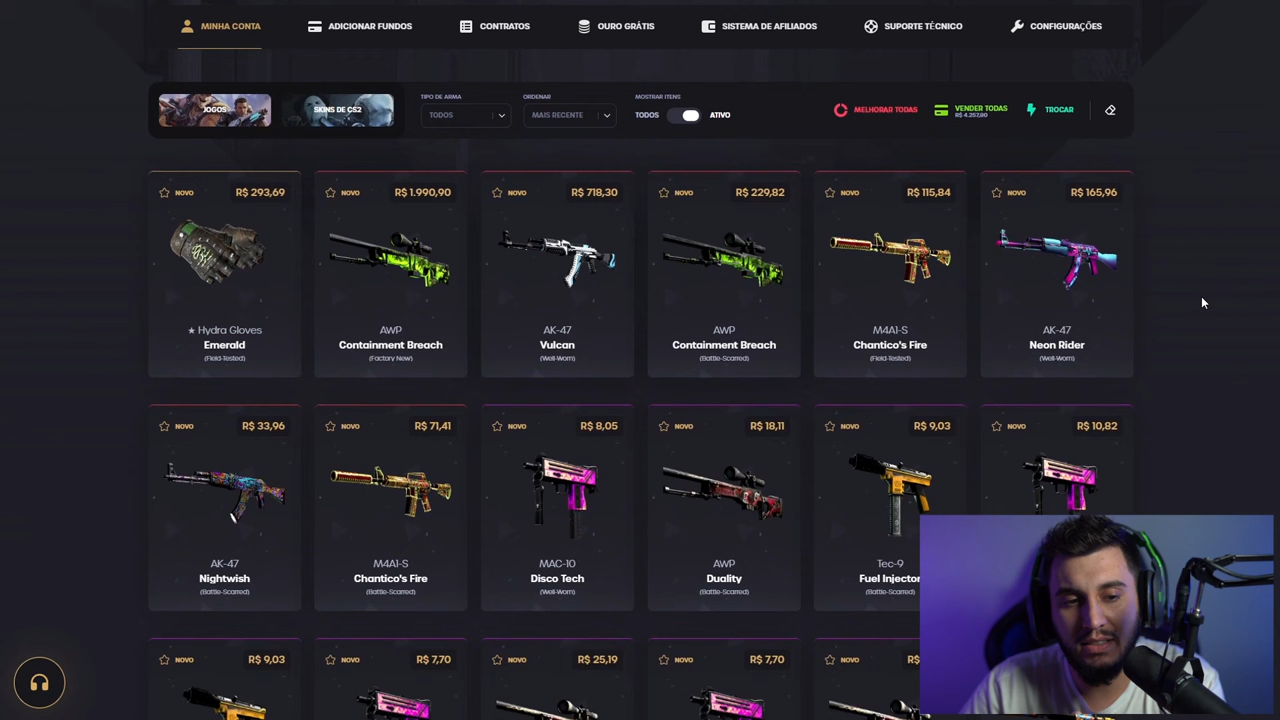 MINHA CONTA
ADICIONAR FUNDOS
CONTRATOS
OURO GRÁTIS
SISTEMA DE AFILIADOS
SUPORTE TÉCNICO
CONFIGURAÇÕES
JOGOS
SKINS DE CS2
TIPO DE ARMA
TODOS
ORDENAR
MAIS RECENTE
MOSTRAR ITENS
TODOS
ATIVO
MELHORAR TODAS
VENDER TODAS
R$ 4.257,80
TROCAR
NOVO R$ 293,69
★ Hydra Gloves
Emerald
(Field-Tested)
NOVO R$ 1.990,90
AWP
Containment Breach
(Factory New)
NOVO R$ 718,30
AK-47
Vulcan
(Well-Worn)
NOVO R$ 229,82
AWP
Containment Breach
(Battle-Scarred)
NOVO R$ 115,84
M4A1-S
Chantico's Fire
(Field-Tested)
NOVO R$ 165,96
AK-47
Neon Rider
(Well-Worn)
NOVO R$ 33,96
AK-47
Nightwish
(Battle-Scarred)
NOVO R$ 71,41
M4A1-S
Chantico's Fire
(Battle-Scarred)
NOVO R$ 8,05
MAC-10
Disco Tech
(Well-Worn)
NOVO R$ 18,11
AWP
Duality
(Battle-Scarred)
NOVO R$ 9,03
Tec-9
Fuel Injector
(Battle-Scarred)
NOVO R$ 10,82
NOVO R$ 9,03
NOVO R$ 7,70
NOVO R$ 25,19
NOVO R$ 7,70
NOVO R$